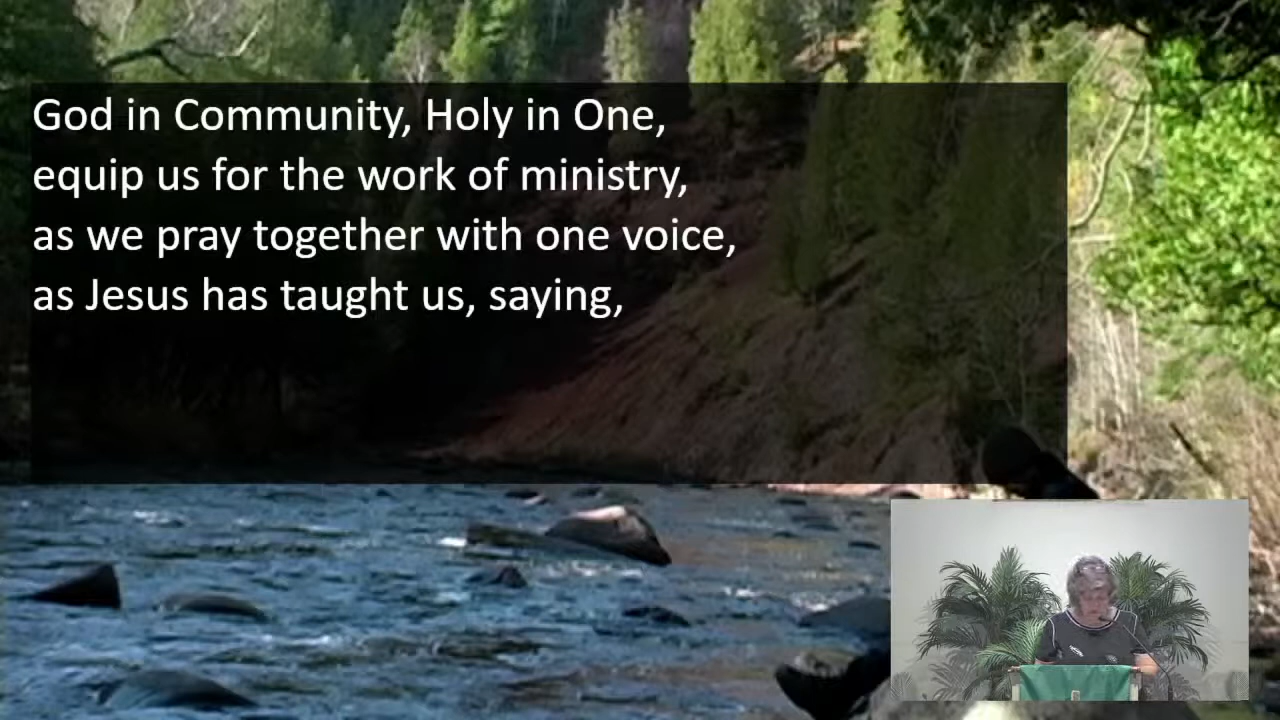 God in Community, Holy in One,
equip us for the work of ministry,
as we pray together with one voice,
as Jesus has taught us, saying,